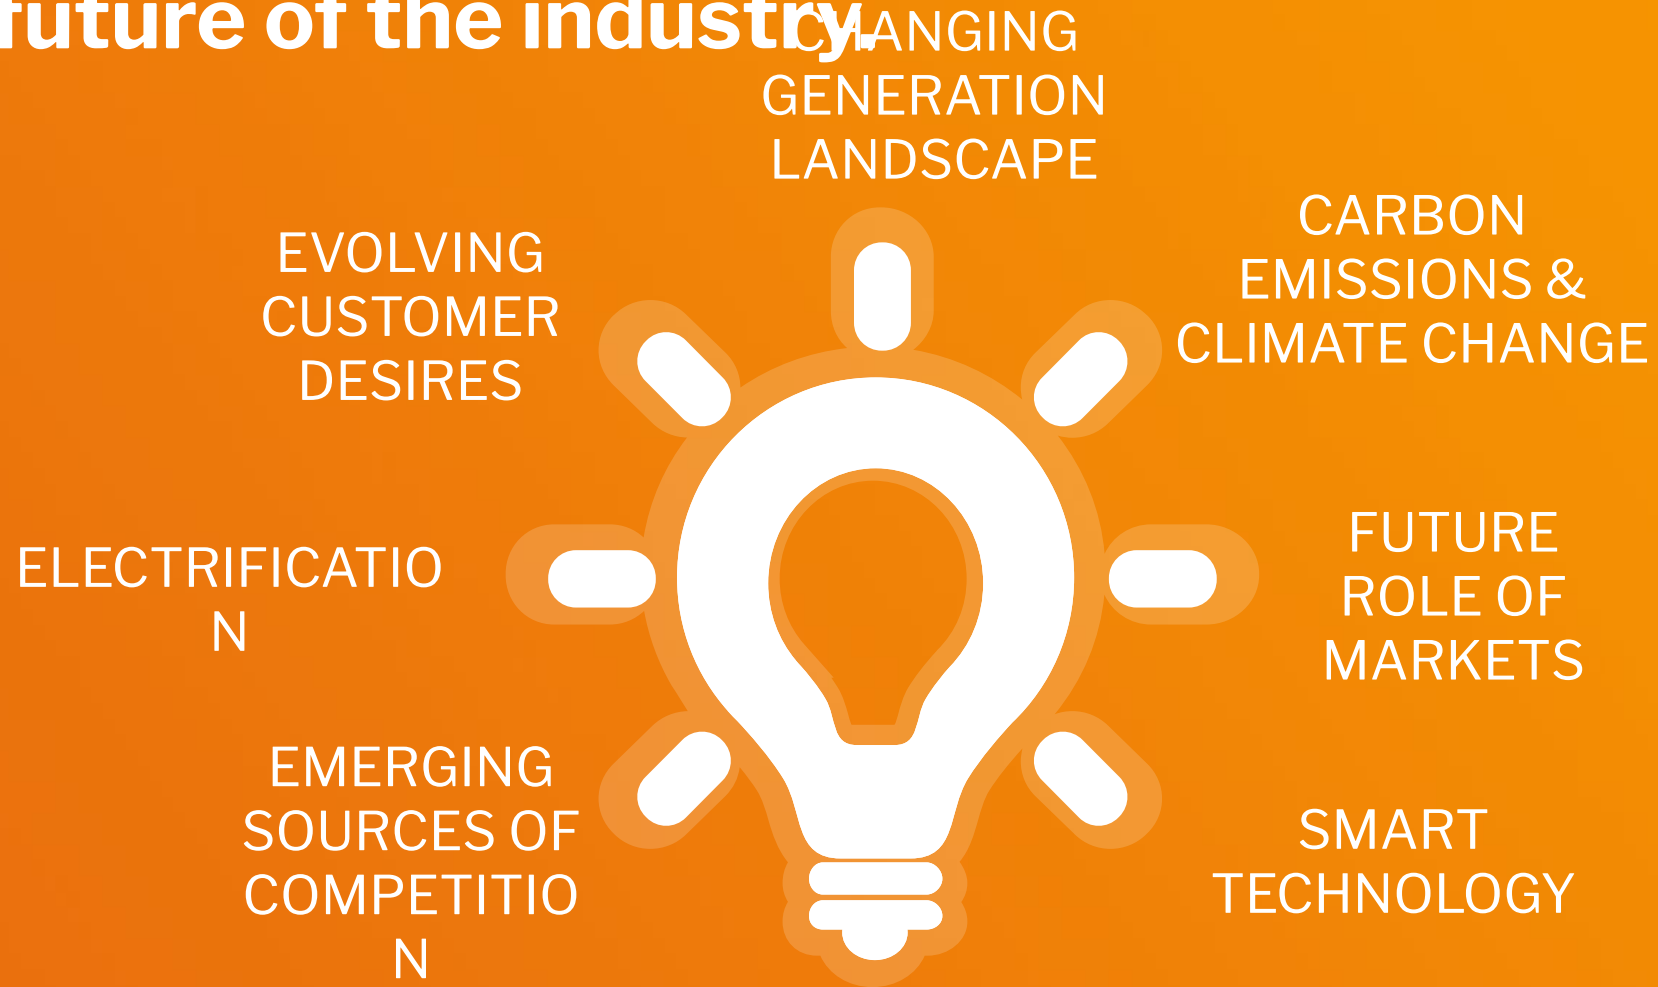 future of the industry.
CHANGING
GENERATION
LANDSCAPE
CARBON
EMISSIONS &
CLIMATE CHANGE
EVOLVING
CUSTOMER
DESIRES
FUTURE
ROLE OF
MARKETS
ELECTRIFICATIO
N
EMERGING
SOURCES OF
COMPETITIO
N
SMART
TECHNOLOGY